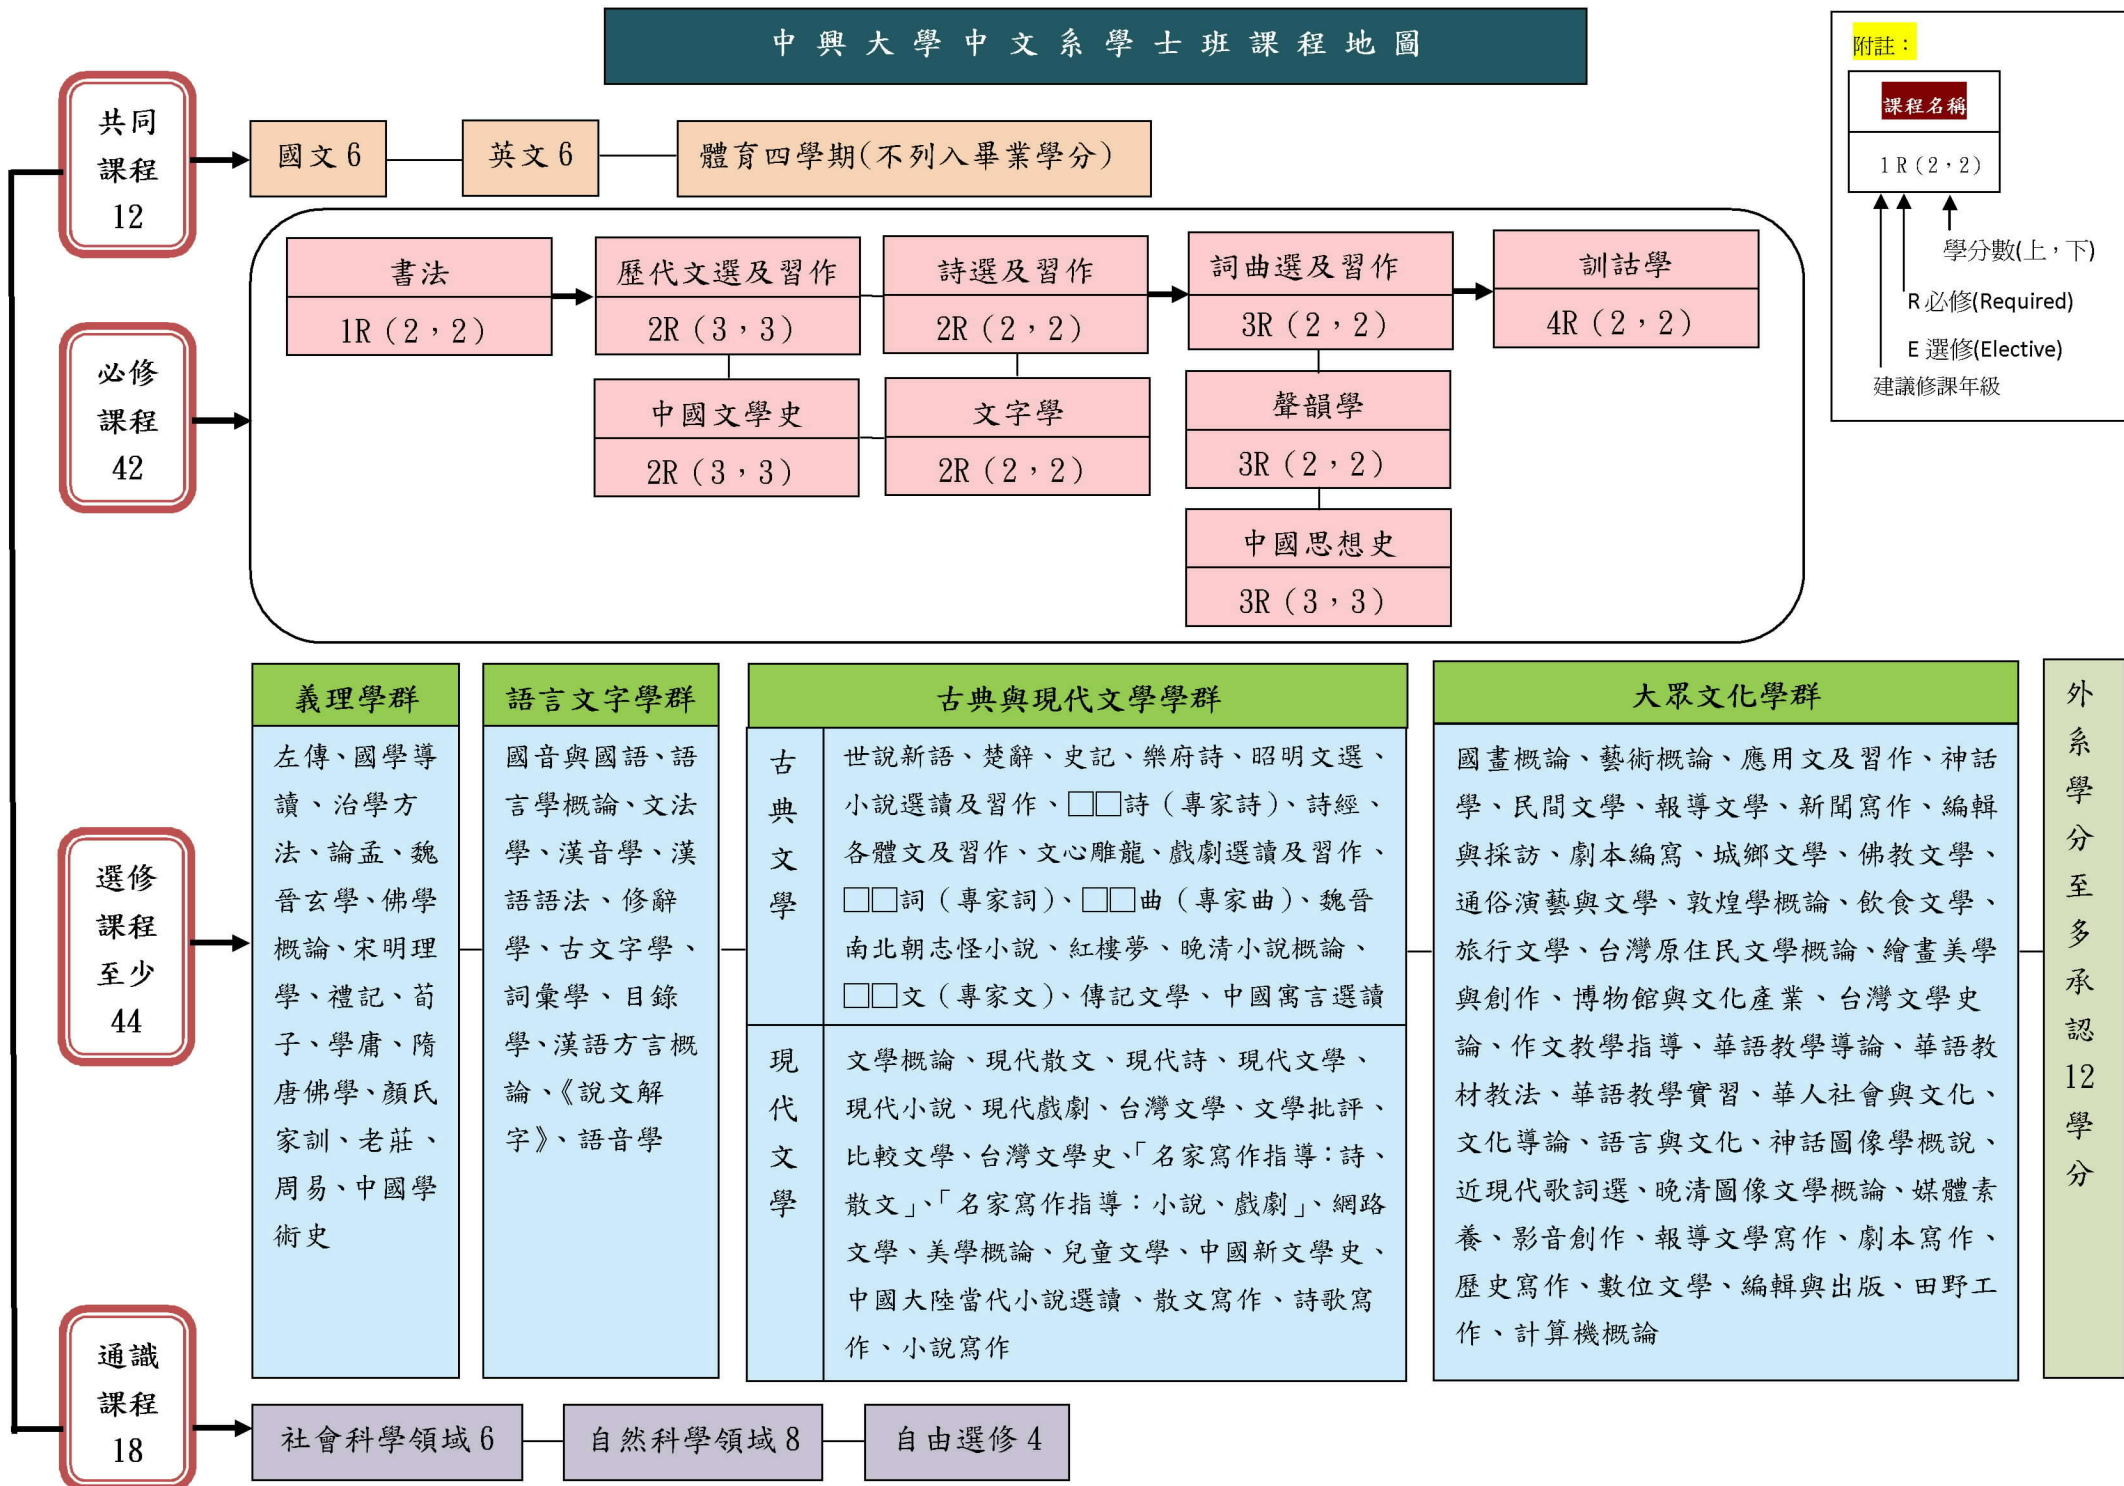 中興大學中文系學士班課程地圖
附註：
課程名稱
1R(2，2)
學分數(上，下)
R 必修(Required)
E 選修(Elective)
建議修課年級
共同
課程
12
國文 6
英文 6
體育四學期(不列入畢業學分)
必修
課程
42
書法
1R（2，2）
歷代文選及習作
2R（3，3）
詩選及習作
2R（2，2）
詞曲選及習作
3R（2，2）
訓詁學
4R（2，2）
中國文學史
2R（3，3）
文字學
2R（2，2）
聲韻學
3R（2，2）
中國思想史
3R（3，3）
選修
課程
至少
44
義理學群
左傳、國學導
讀、治學方
法、論孟、魏
晉玄學、佛學
概論、宋明理
學、禮記、荀
子、學庸、隋
唐佛學、顏氏
家訓、老莊、
周易、中國學
術史
語言文字學群
國音與國語、語
言學概論、文法
學、漢音學、漢
語語法、修辭
學、古文字學、
詞彙學、目錄
學、漢語方言概
論、《說文解
字》、語音學
古典與現代文學學群
古典文學
世說新語、楚辭、史記、樂府詩、昭明文選、
小說選讀及習作、□□詩（專家詩）、詩經、
各體文及習作、文心雕龍、戲劇選讀及習作、
□□詞（專家詞）、□□曲（專家曲）、魏晉
南北朝志怪小說、紅樓夢、晚清小說概論、
□□文（專家文）、傳記文學、中國寓言選讀
現代文學
文學概論、現代散文、現代詩、現代文學、
現代小說、現代戲劇、台灣文學、文學批評、
比較文學、台灣文學史、「名家寫作指導：詩、
散文」、「名家寫作指導：小說、戲劇」、網路
文學、美學概論、兒童文學、中國新文學史、
中國大陸當代小說選讀、散文寫作、詩歌寫
作、小說寫作
大眾文化學群
國畫概論、藝術概論、應用文及習作、神話
學、民間文學、報導文學、新聞寫作、編輯
與採訪、劇本編寫、城鄉文學、佛教文學、
通俗演藝與文學、敦煌學概論、飲食文學、
旅行文學、台灣原住民文學概論、繪畫美學
與創作、博物館與文化產業、台灣文學史
論、作文教學指導、華語教學導論、華語教
材教法、華語教學實習、華人社會與文化、
文化導論、語言與文化、神話圖像學概說、
近現代歌詞選、晚清圖像文學概論、媒體素
養、影音創作、報導文學寫作、劇本寫作、
歷史寫作、數位文學、編輯與出版、田野工
作、計算機概論
外系學分至多承認12學分
通識
課程
18
社會科學領域 6
自然科學領域 8
自由選修 4